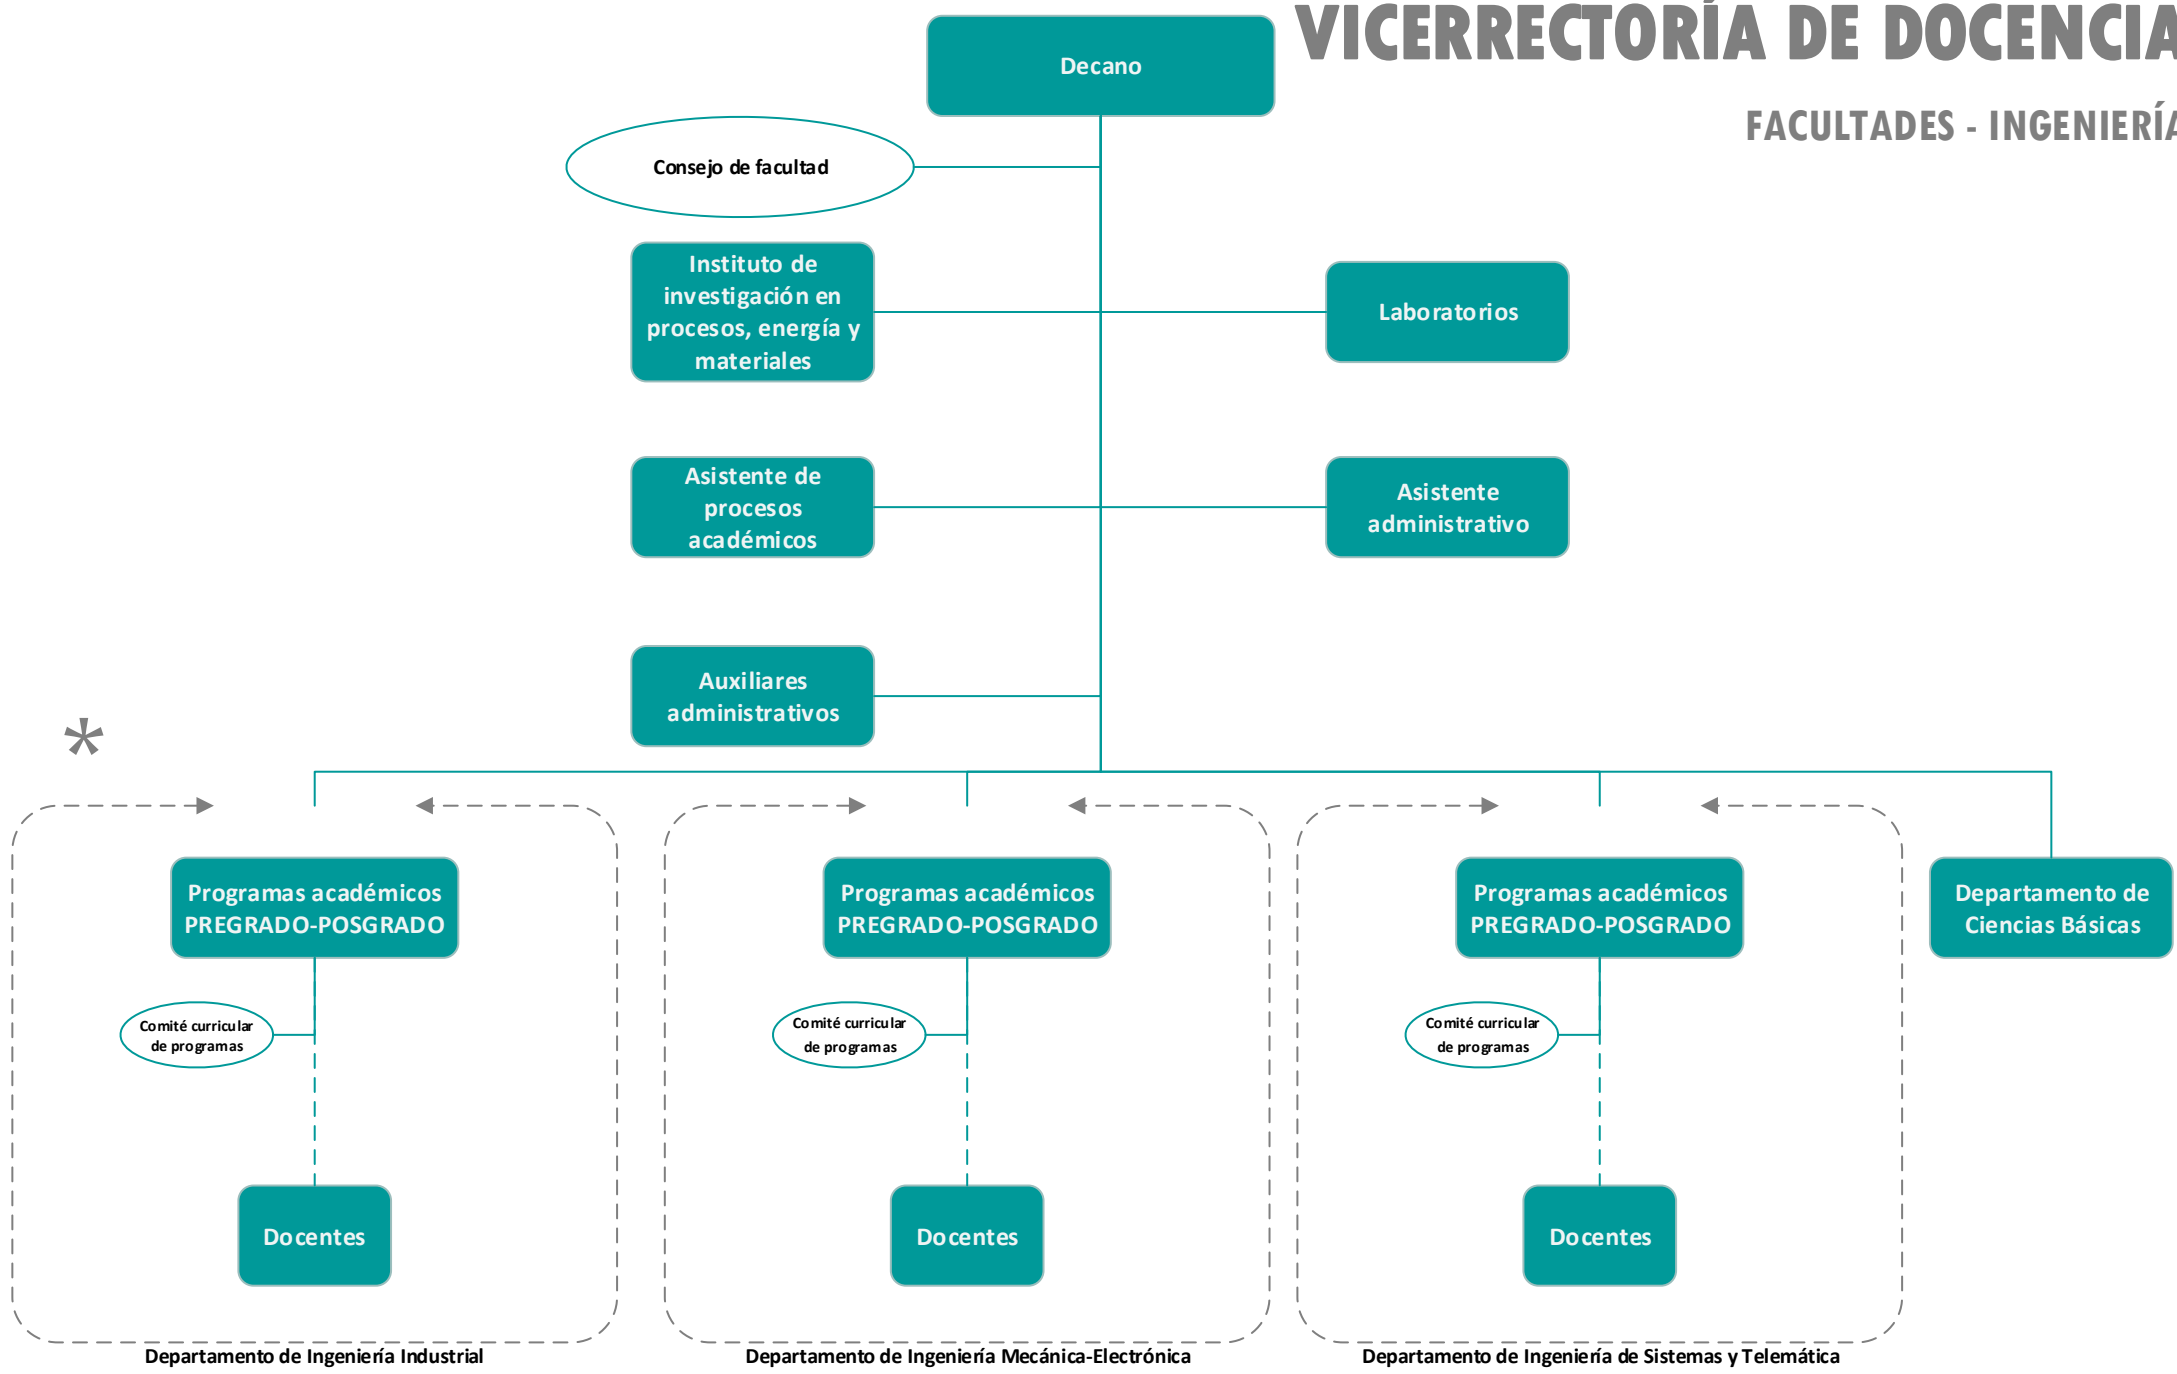 VICERRECTORÍA DE DOCENCIA
FACULTADES - INGENIERÍA
Decano
Consejo de facultad
Instituto de
investigación en
procesos, energía y
materiales
Laboratorios
Asistente de
procesos
académicos
Asistente
administrativo
Auxiliares
administrativos
*
Programas académicos
PREGRADO-POSGRADO
Programas académicos
PREGRADO-POSGRADO
Programas académicos
PREGRADO-POSGRADO
Departamento de
Ciencias Básicas
Comité curricular
de programas
Comité curricular
de programas
Comité curricular
de programas
Docentes
Docentes
Docentes
Departamento de Ingeniería Industrial
Departamento de Ingeniería Mecánica-Electrónica
Departamento de Ingeniería de Sistemas y Telemática